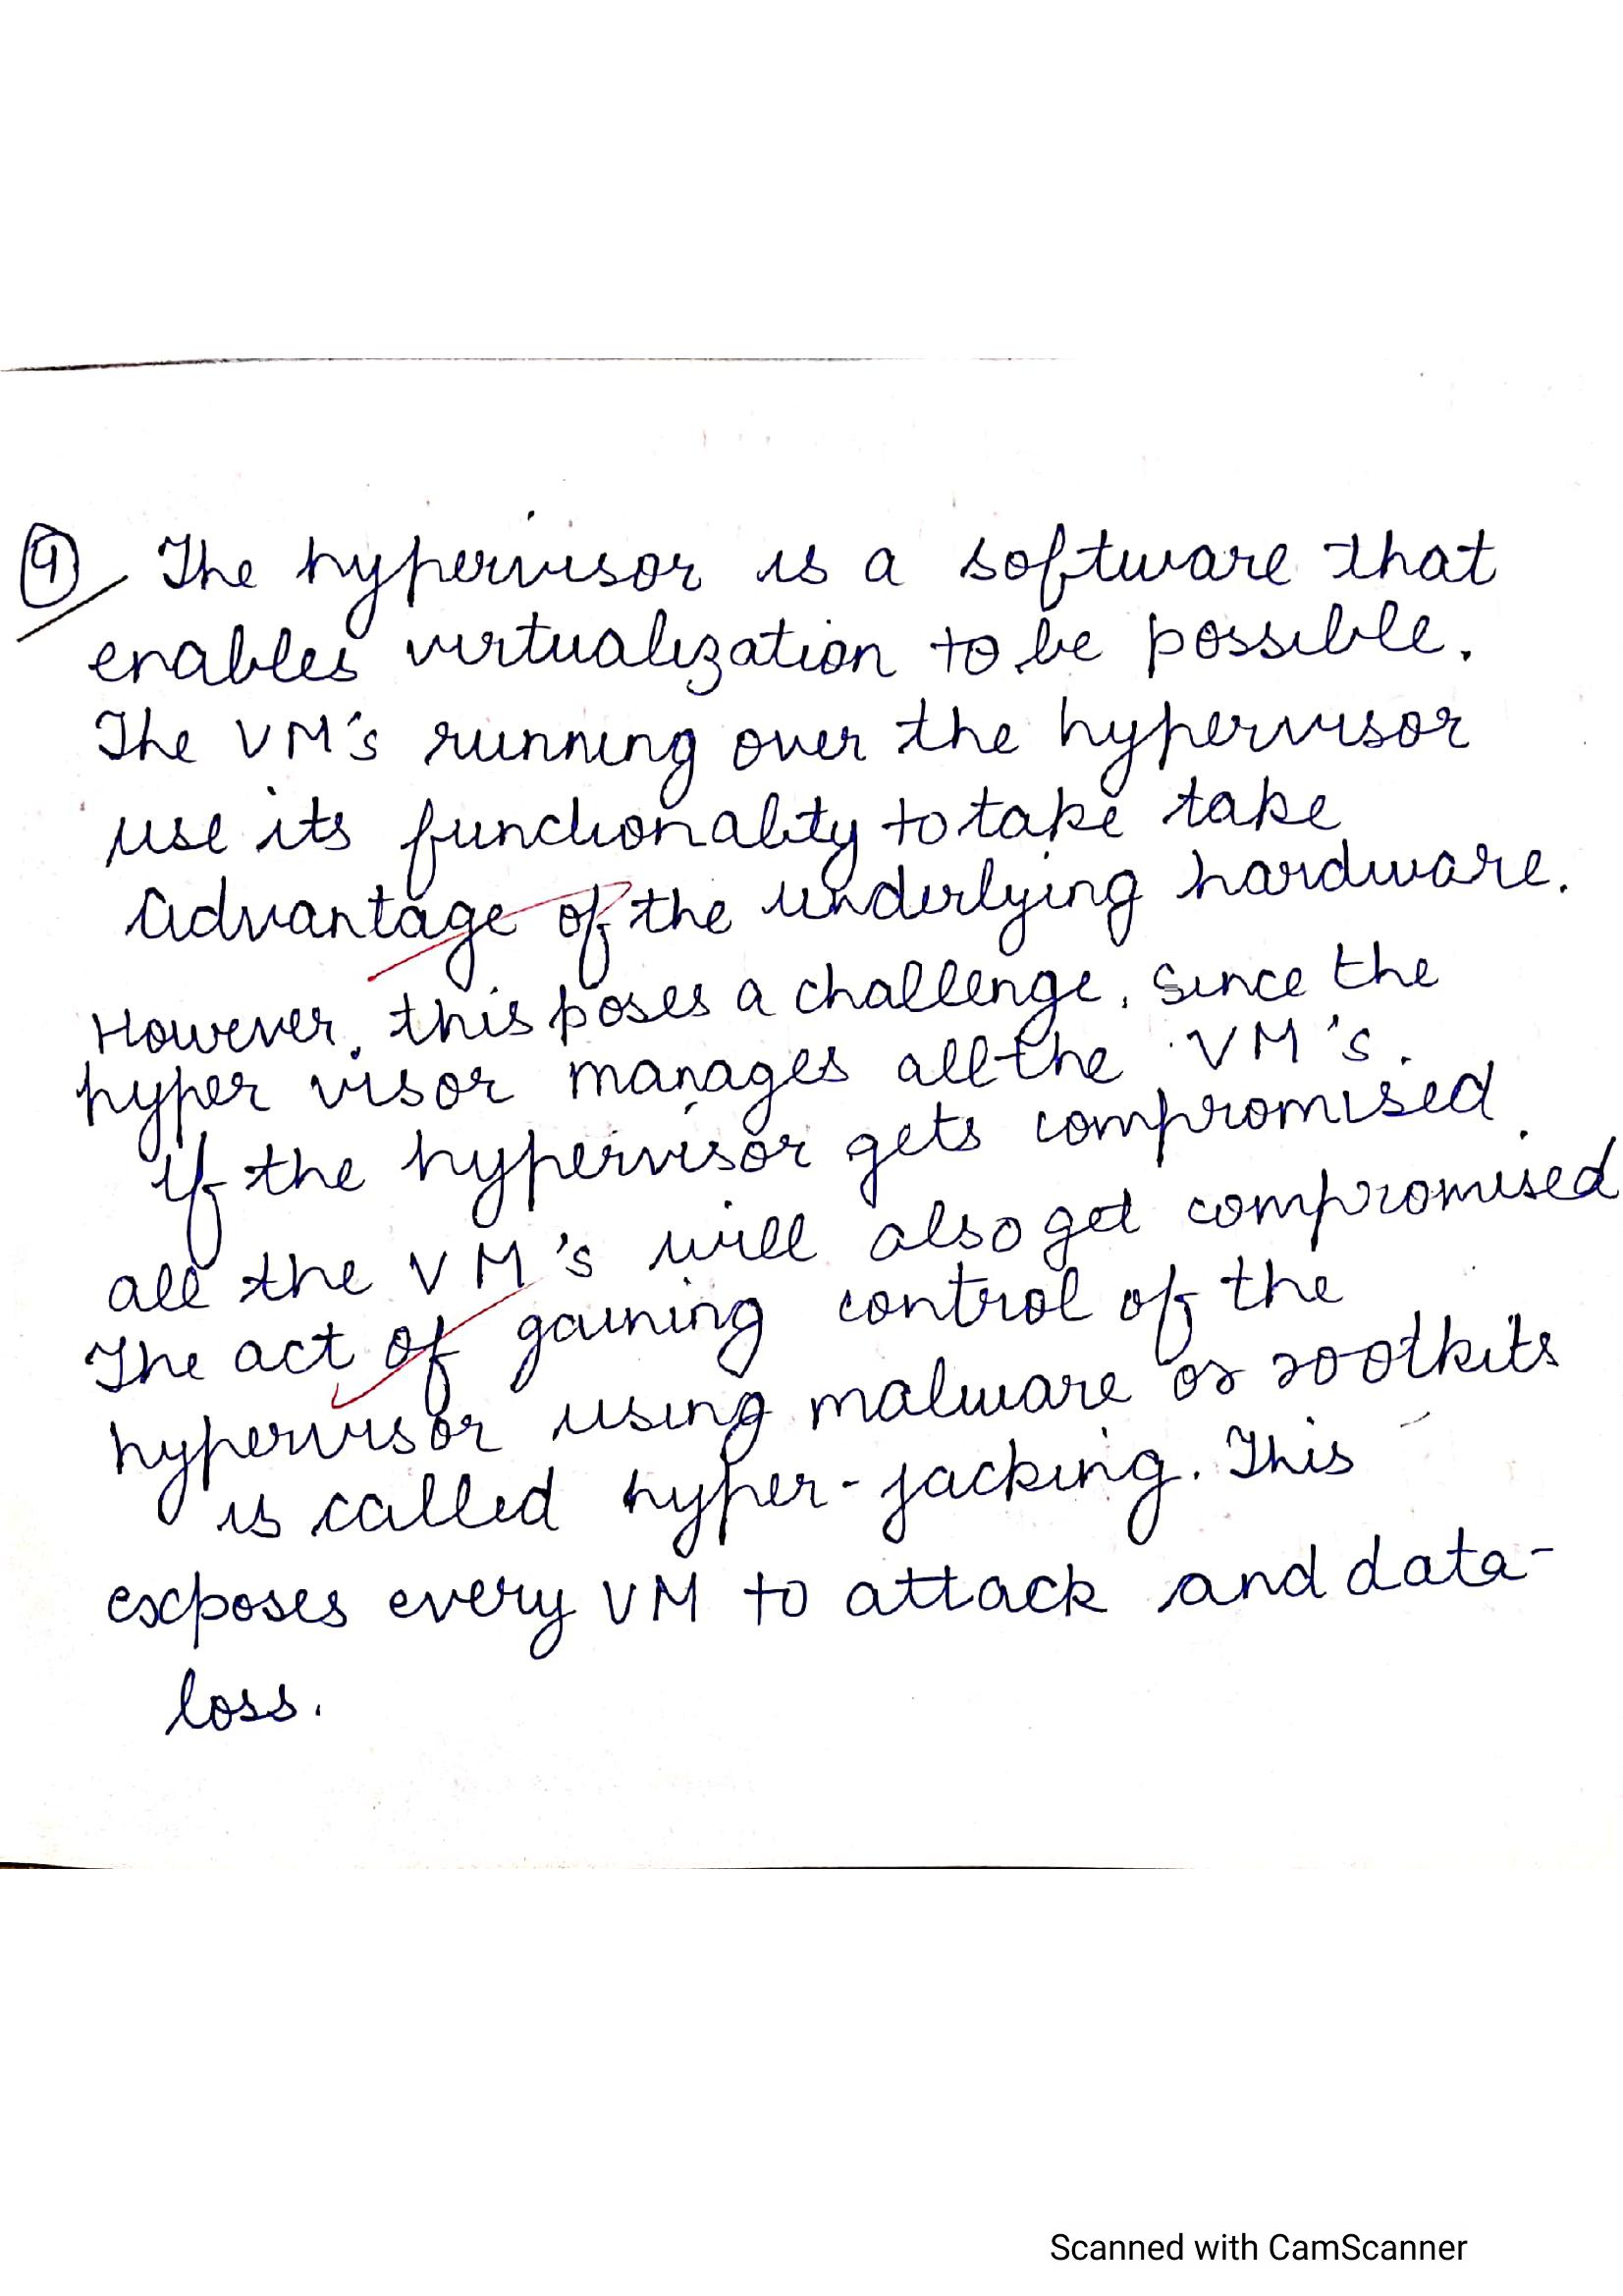 9 The hypervisor is a software that
enables virtualization to be possible.
The VM's running over the hypervisor
use its functionality to take take
advantage of the underlying hardware.
However, this poses a challenge, since the
hyper visor manages all the VM's.
If the hypervisor gets compromised
all the VM's will also get compromised.
The act of gaining control of the
hypervisor using malware or rootkits
is called hyper-jacking. This
exposes every VM to attack and data-
loss.
Scanned with CamScanner